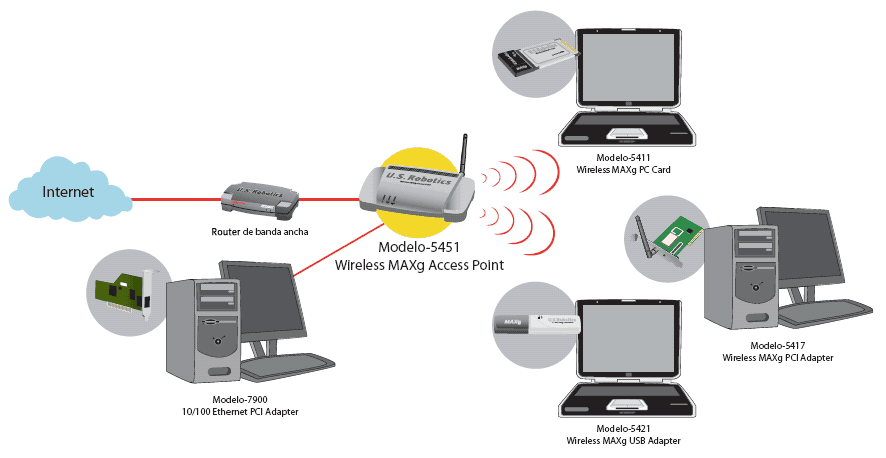 Internet
U.S. Robotics
Router de banda ancha
U.S. Robotics
Modelo-5451
Wireless MAXg Access Point
Modelo-7900
10/100 Ethernet PCI Adapter
Modelo-5411
Wireless MAXg PC Card
Modelo-5417
Wireless MAXg PCI Adapter
MAXg
U.S. Robotics
Modelo-5421
Wireless MAXg USB Adapter